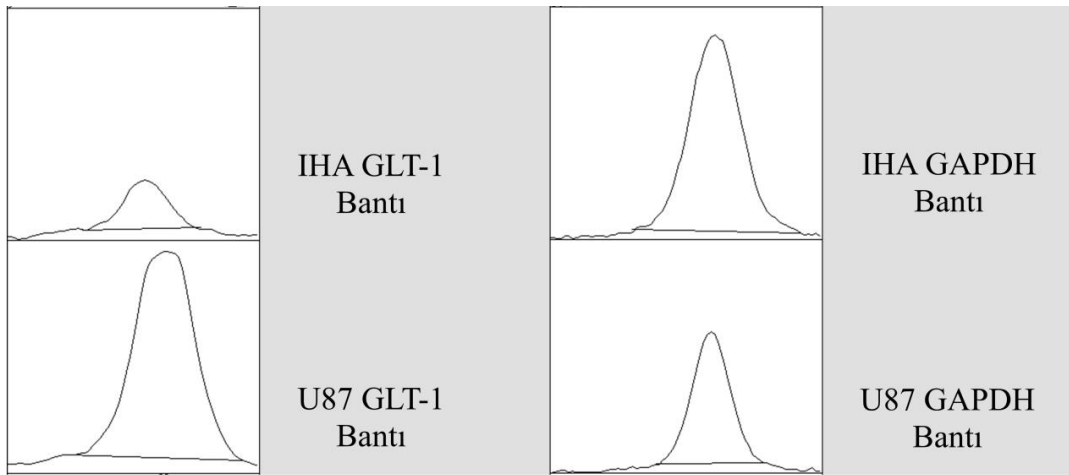 IHA GLT-1
Bantı
IHA GAPDH
Bantı
U87 GLT-1
Bantı
U87 GAPDH
Bantı